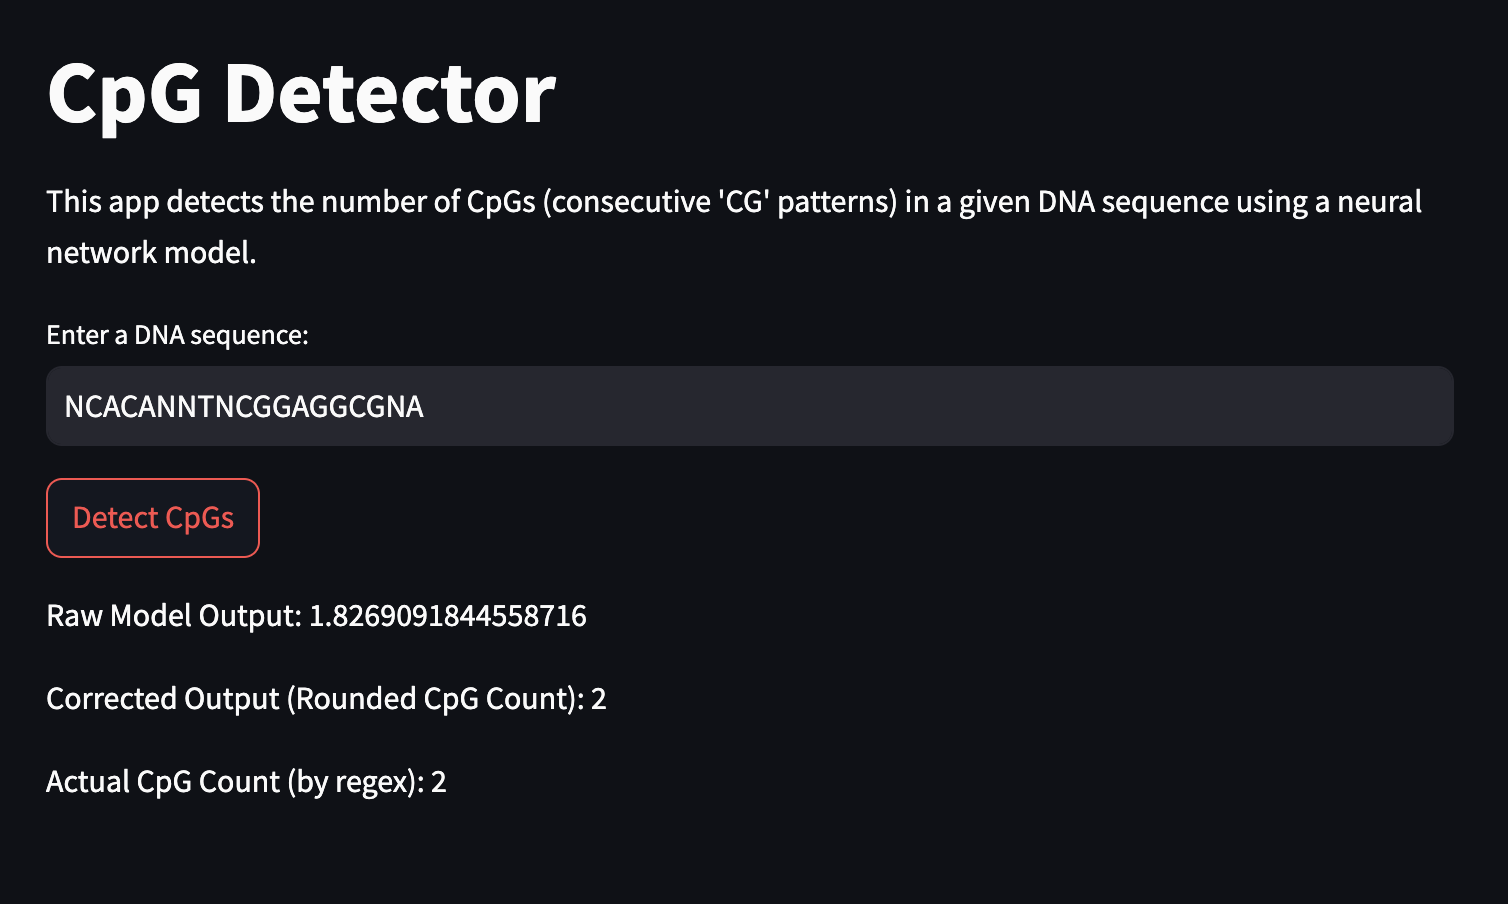 CpG Detector
This app detects the number of CpGs (consecutive 'CG' patterns) in a given DNA sequence using a neural
network model.
Enter a DNA sequence:
NCACANNTNCGGAGGCGNA
Detect CpGs
Raw Model Output: 1.8269091844558716
Corrected Output (Rounded CpG Count): 2
Actual CpG Count (by regex): 2